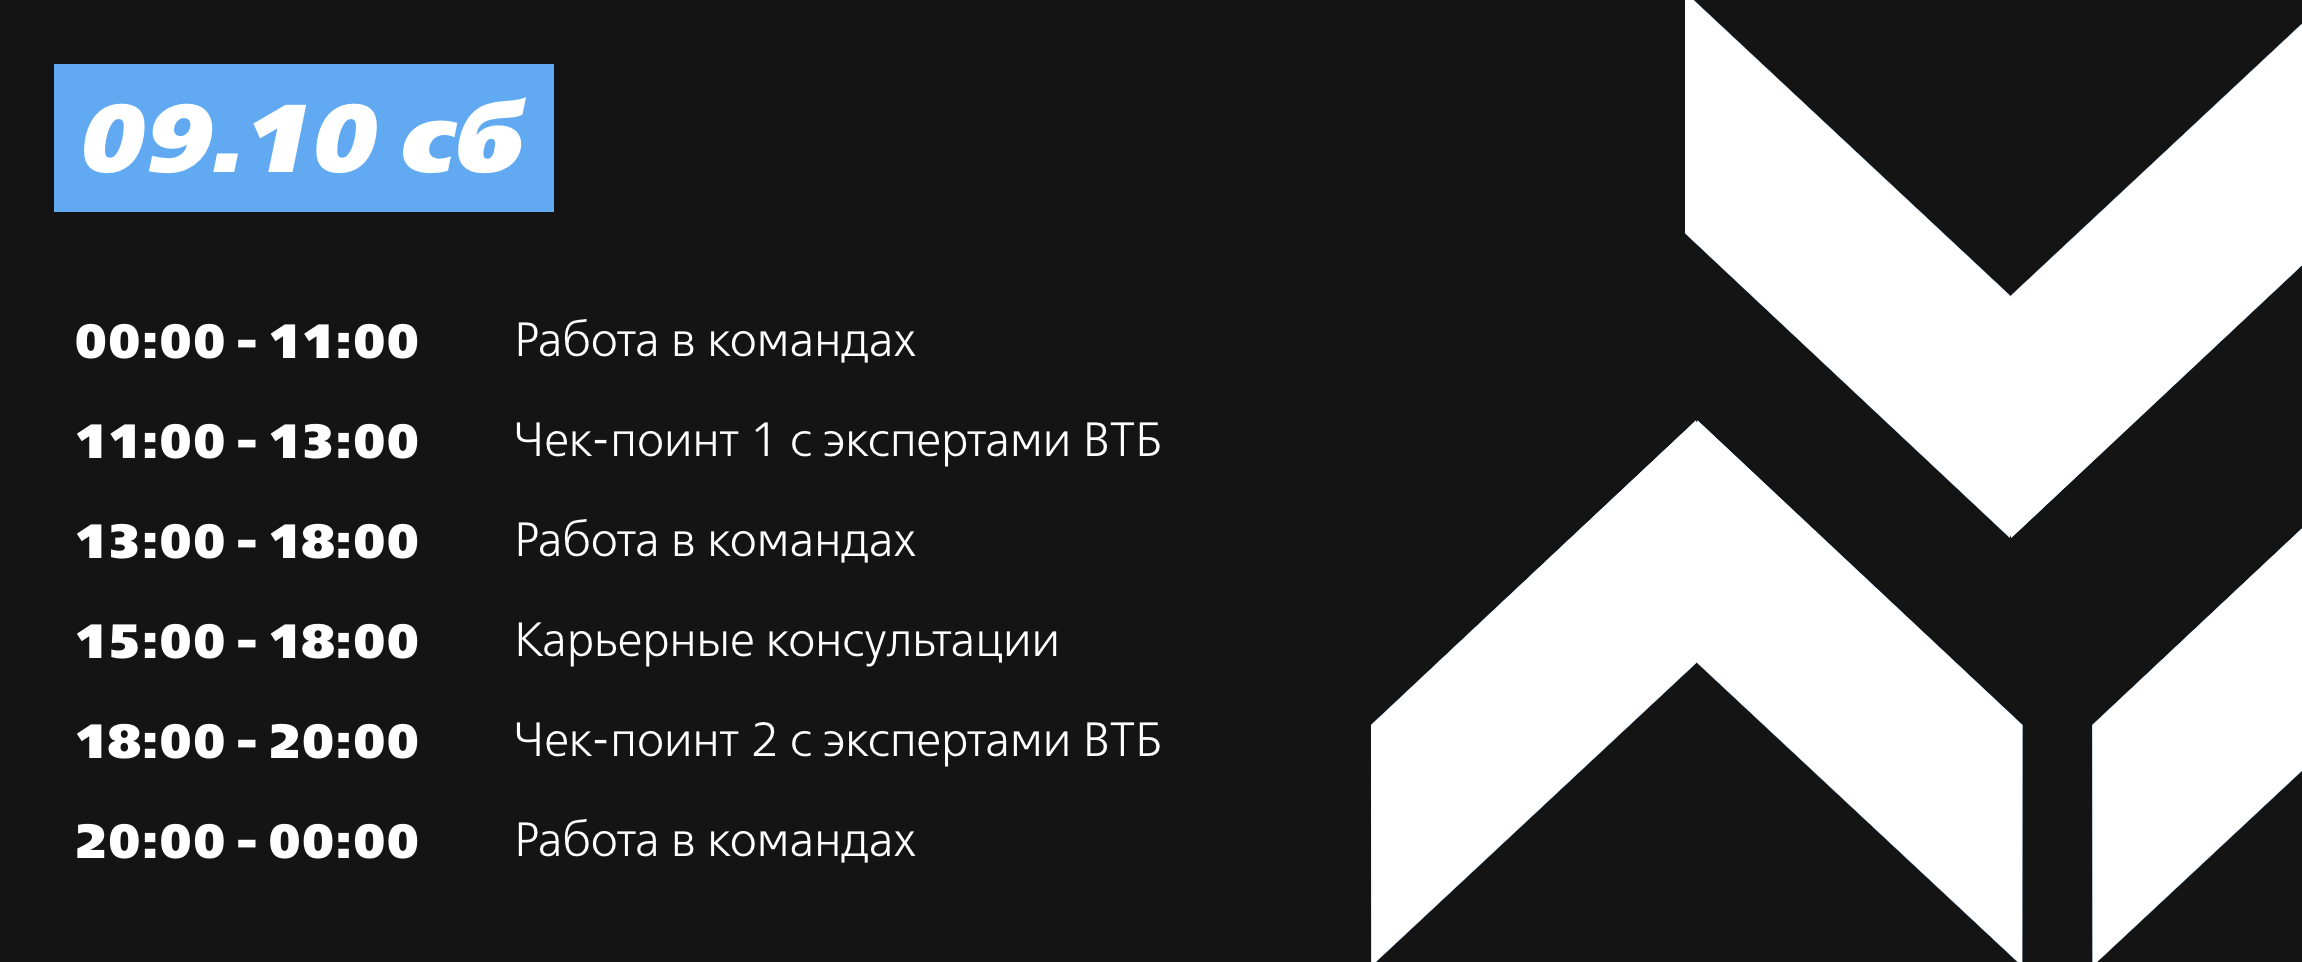 09.10 сб
00:00 - 11:00 Работа в командах
11:00 - 13:00 Чек-поинт 1 с экспертами ВТБ
13:00 - 18:00 Работа в командах
15:00 - 18:00 Карьерные консультации
18:00 - 20:00 Чек-поинт 2 с экспертами ВТБ
20:00 - 00:00 Работа в командах